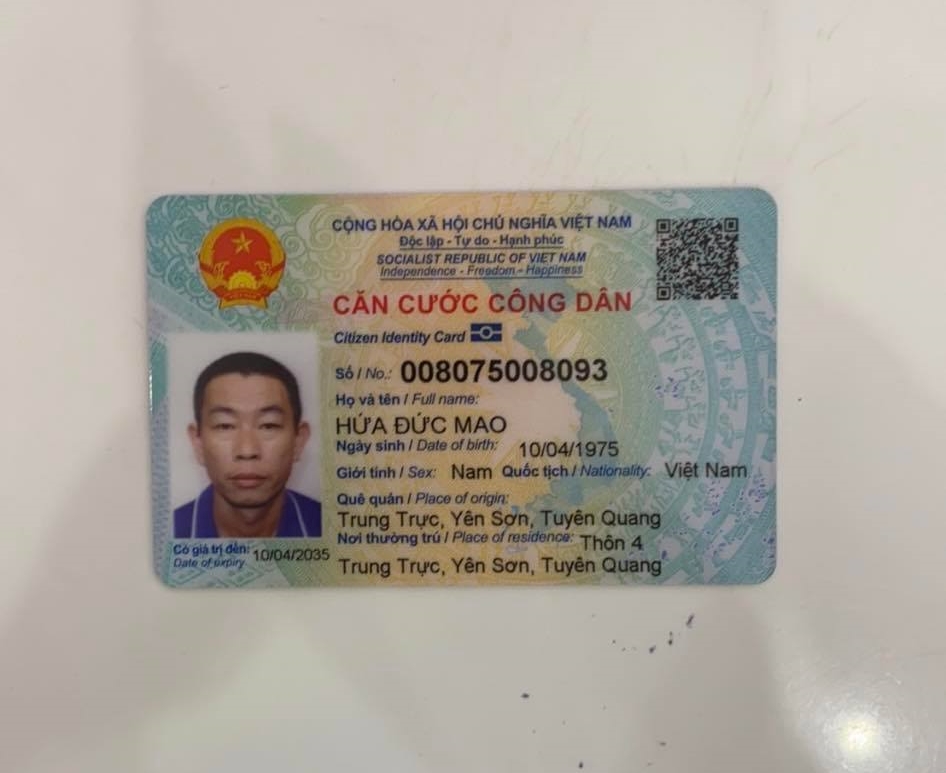 CỘNG HÒA XÃ HỘI CHỦ NGHĨA VIỆT NAM
Độc lập - Tự do - Hạnh phúc
SOCIALIST REPUBLIC OF VIET NAM
Independence - Freedom - Happiness
CĂN CƯỚC CÔNG DÂN
Citizen Identity Card
Số / No.: 008075008093
Họ và tên / Full name:
HỨA ĐỨC MAO
Ngày sinh / Date of birth: 10/04/1975
Giới tính / Sex: Nam Quốc tịch / Nationality: Việt Nam
Quê quán / Place of origin:
Trung Trực, Yên Sơn, Tuyên Quang
Nơi thường trú / Place of residence: Thôn 4
Trung Trực, Yên Sơn, Tuyên Quang
Có giá trị đến: 10/04/2035
Date of expiry